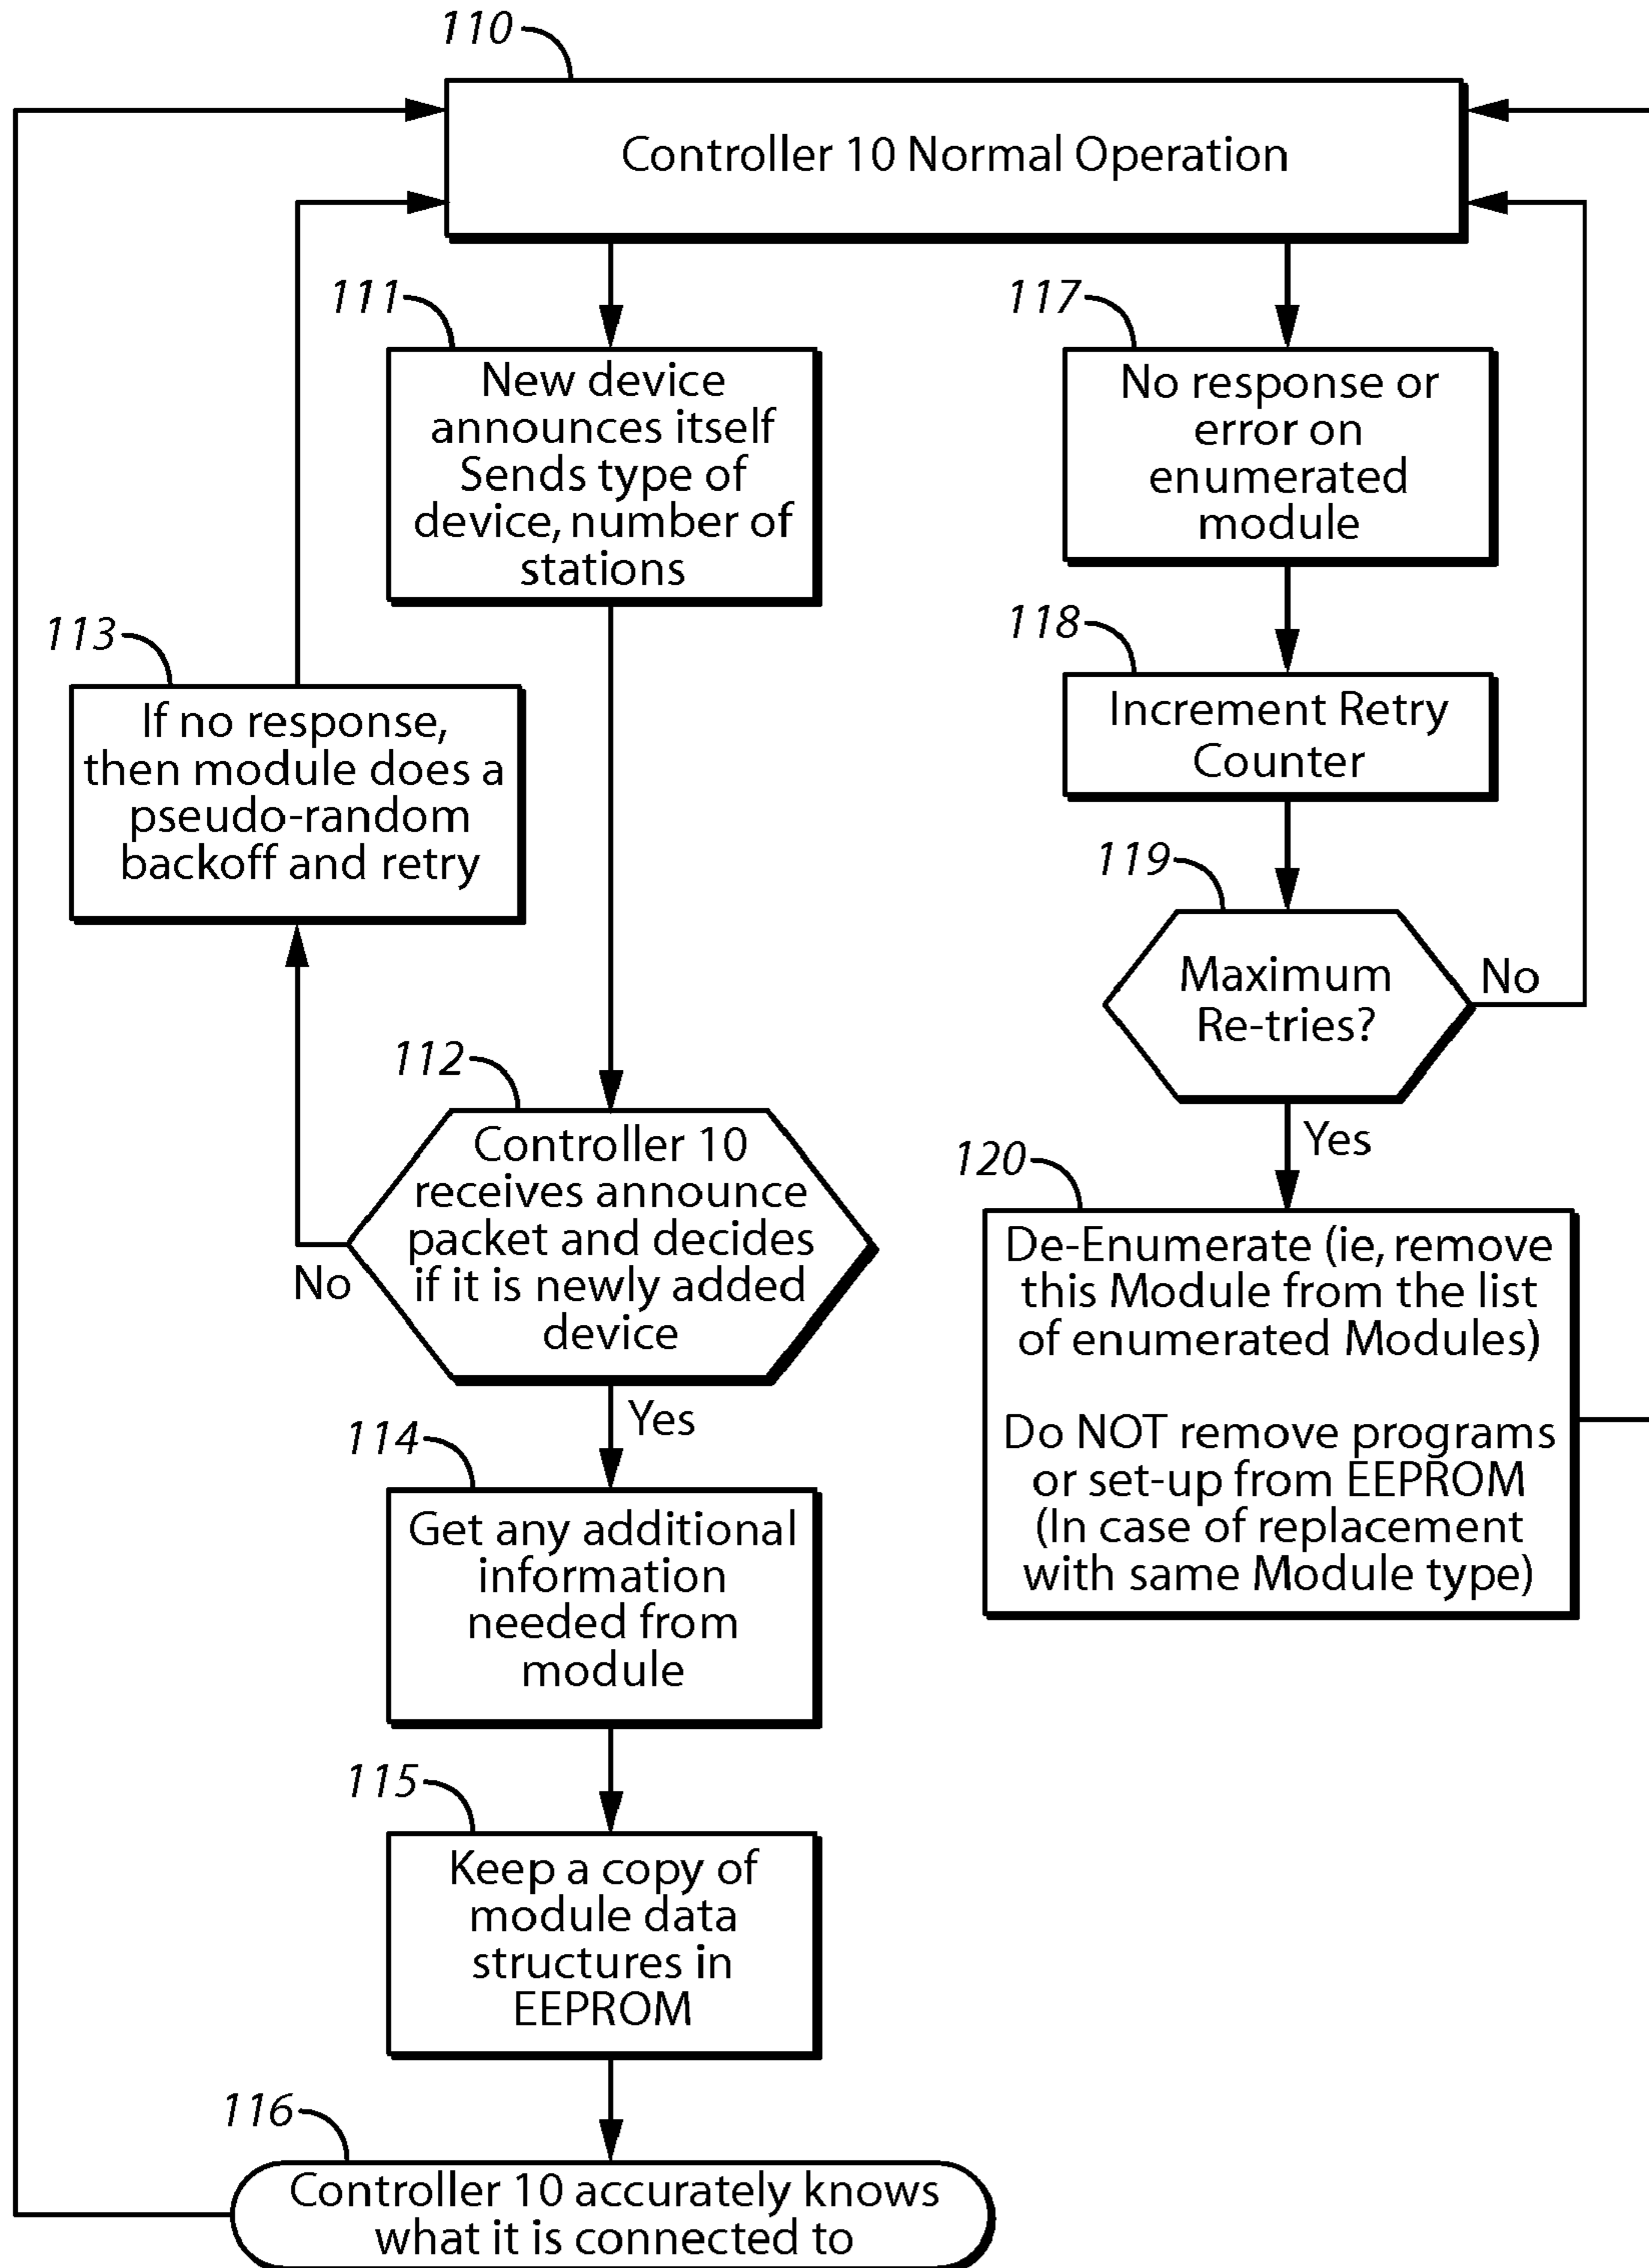 110
Controller 10 Normal Operation
111
New device
announces itself
Sends type of
device, number of
stations
113
If no response,
then module does a
pseudo-random
backoff and retry
112
Controller 10
receives announce
packet and decides
if it is newly added
device
No
Yes
114
Get any additional
information
needed from
module
115
Keep a copy of
module data
structures in
EEPROM
116
Controller 10 accurately knows
what it is connected to
117
No response or
error on
enumerated
module
118
Increment Retry
Counter
119
Maximum
Re-tries?
No
Yes
120
De-Enumerate (ie, remove
this Module from the list
of enumerated Modules)
Do NOT remove programs
or set-up from EEPROM
(In case of replacement
with same Module type)